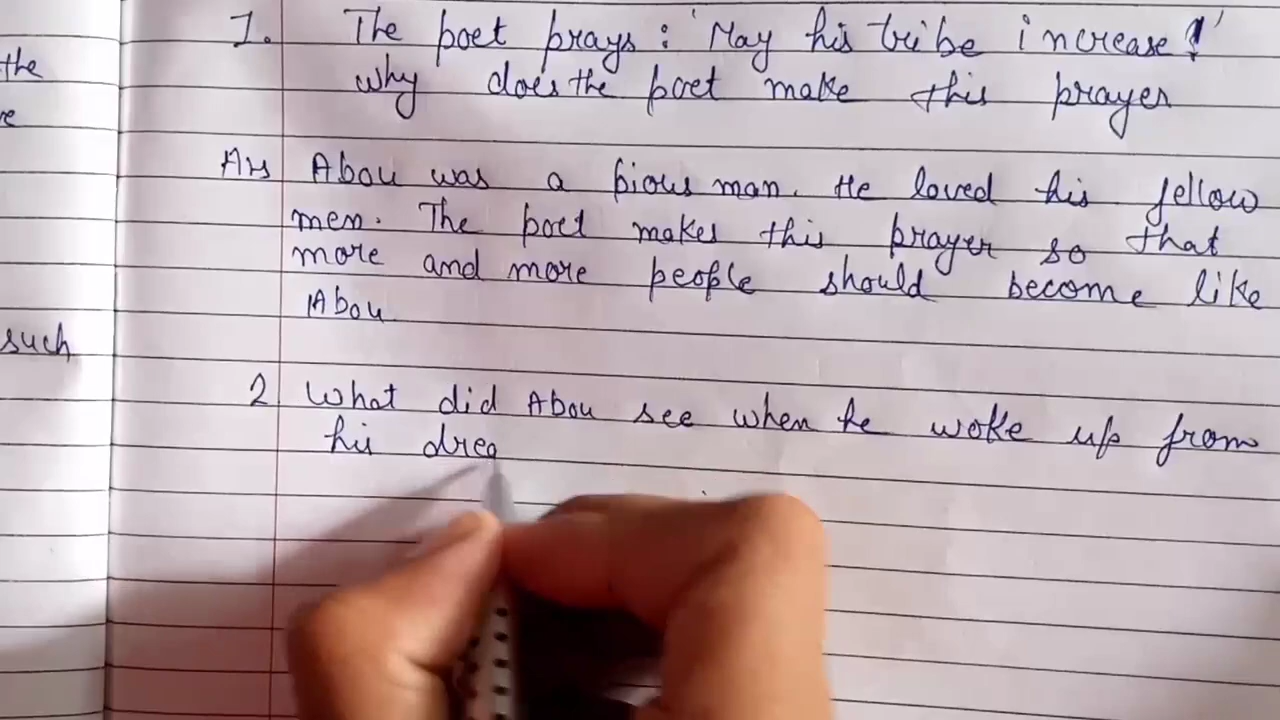 the
re
such
1. The poet prays: 'May his tribe increase!'
why does the poet make this prayer
Ans Abou was a pious man. He loved his fellow
men. The poet makes this prayer so that
more and more people should become like
Abou
2 What did Abou see when he woke up from
his drea